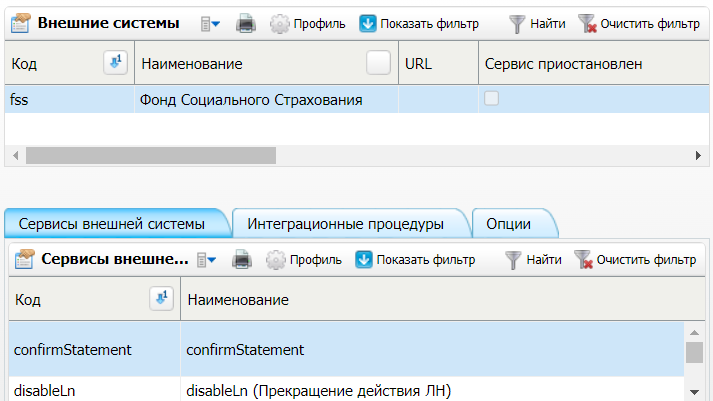 Внешние системы Профиль Показать фильтр Найти Очистить фильтр
Код 1 Наименование URL Сервис приостановлен
fss Фонд Социального Страхования
Сервисы внешней системы Интеграционные процедуры Опции
Сервисы внешне... Профиль Показать фильтр Найти Очистить фильтр
Код 1 Наименование
confirmStatement confirmStatement
disableLn disableLn (Прекращение действия ЛН)